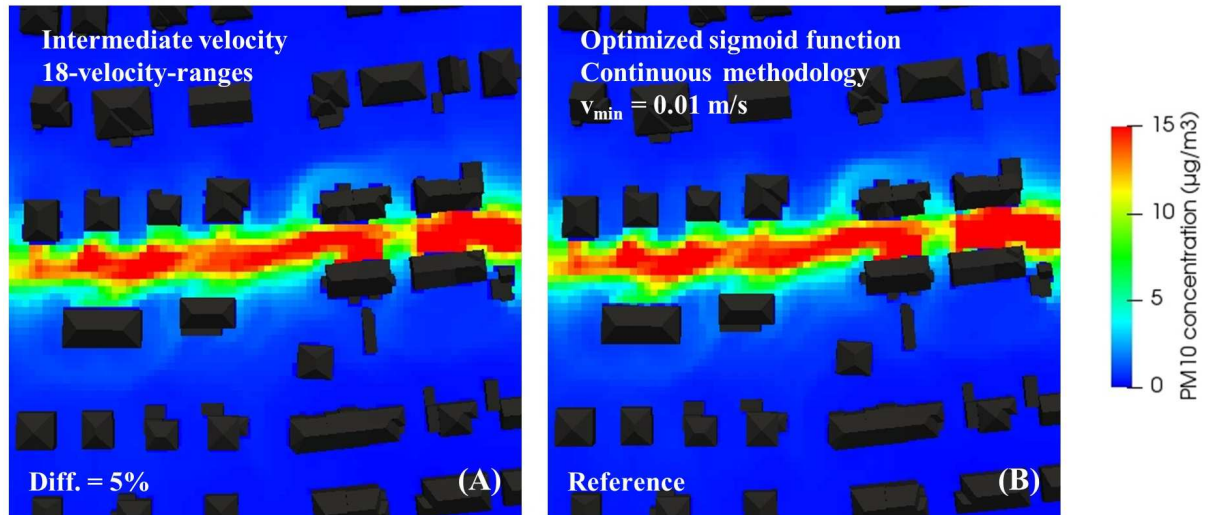 Intermediate velocity
18-velocity-ranges
Diff. = 5%
(A)
Optimized sigmoid function
Continuous methodology
vmin = 0.01 m/s
Reference
(B)
15
10
5
0
PM10 concentration (µg/m3)